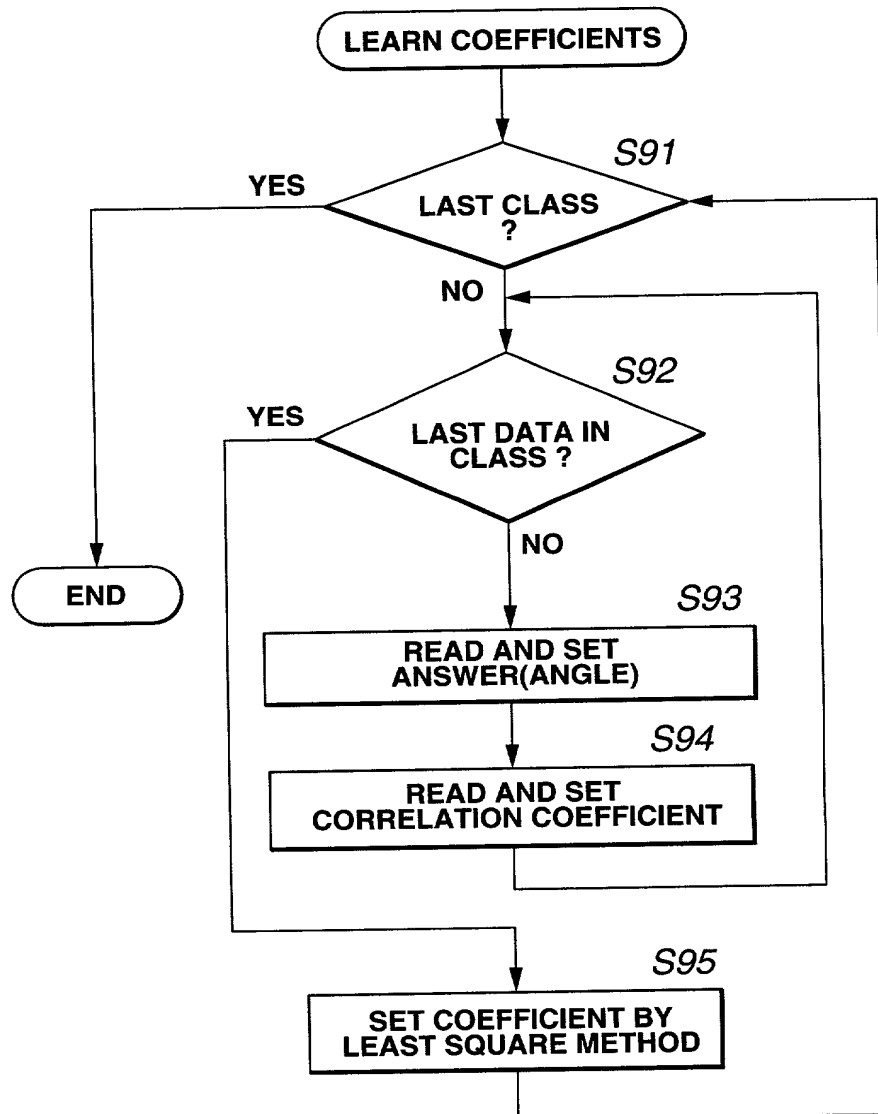 LEARN COEFFICIENTS
S91
YES
LAST CLASS
?
NO
S92
YES
LAST DATA IN
CLASS ?
NO
END
S93
READ AND SET
ANSWER(ANGLE)
S94
READ AND SET
CORRELATION COEFFICIENT
S95
SET COEFFICIENT BY
LEAST SQUARE METHOD